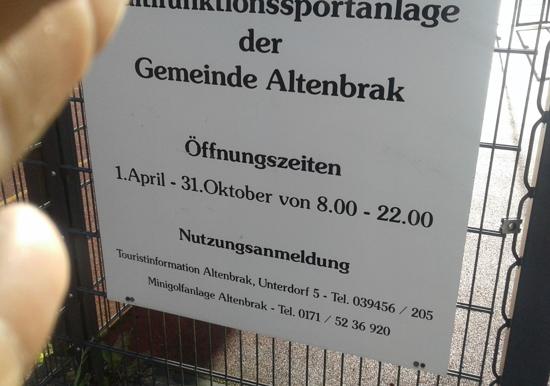 der
Gemeinde Altenbrak
Öffnungszeiten
1.April - 31.Oktober von 8.00 - 22.00
Nutzungsanmeldung
Touristinformation Altenbrak, Unterdorf 5 - Tel. 039456 / 205
Minigolfanlage Altenbrak - Tel. 0171 / 52 36 920